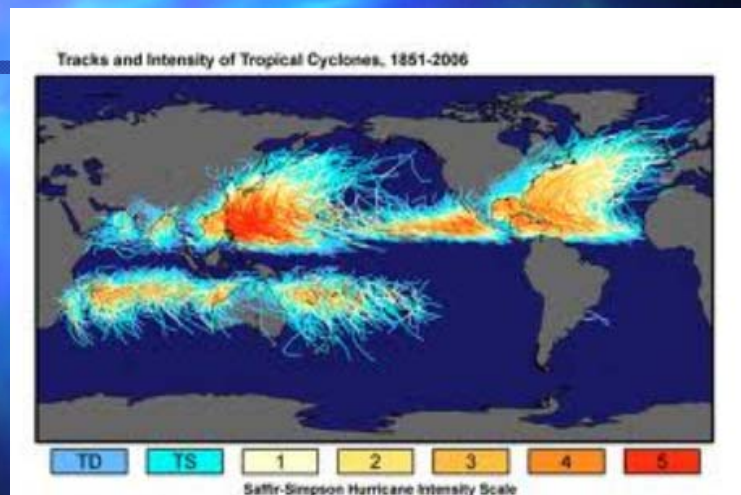 Tracks and Intensity of Tropical Cyclones, 1851-2006
TD TS 1 2 3 4 5
Saffir-Simpson Hurricane Intensity Scale